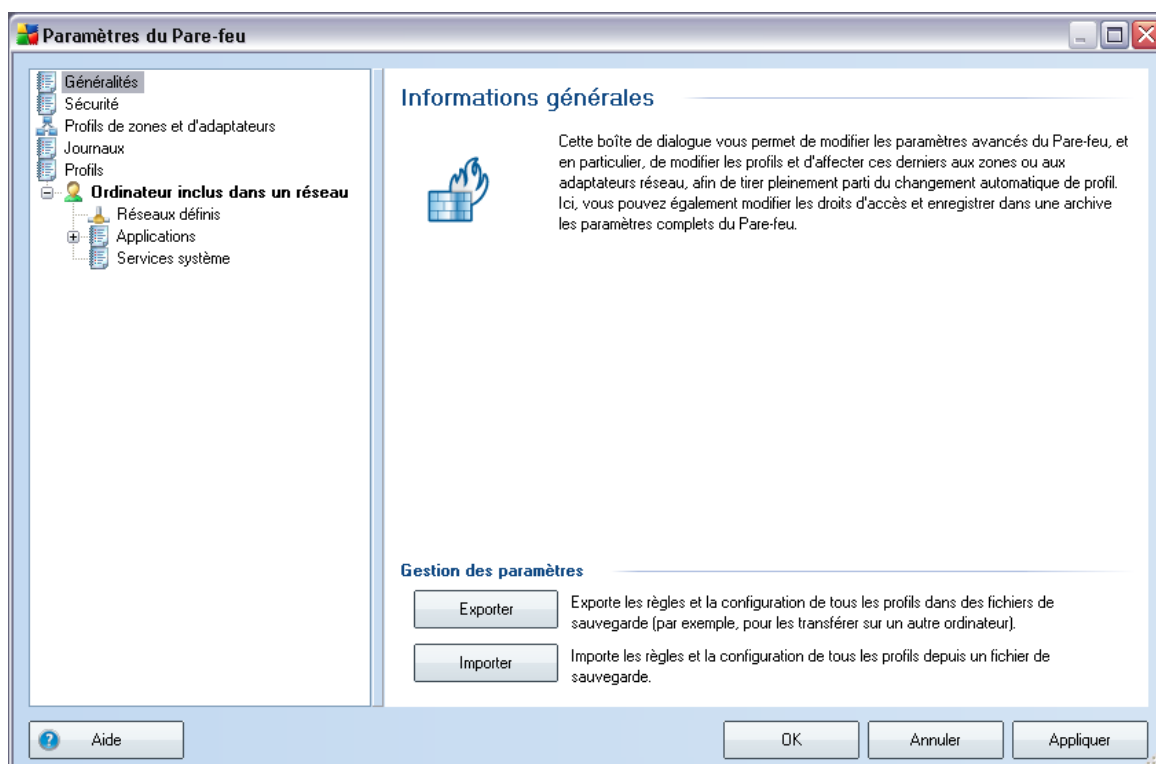 Paramètres du Pare-feu
Généralités
Sécurité
Profils de zones et d'adaptateurs
Journaux
Profils
Ordinateur inclus dans un réseau
Réseaux définis
Applications
Services système
Informations générales
Cette boîte de dialogue vous permet de modifier les paramètres avancés du Pare-feu, et
en particulier, de modifier les profils et d'affecter ces derniers aux zones ou aux
adaptateurs réseau, afin de tirer pleinement parti du changement automatique de profil.
Ici, vous pouvez également modifier les droits d'accès et enregistrer dans une archive
les paramètres complets du Pare-feu.
Gestion des paramètres
Exporter
Exporte les règles et la configuration de tous les profils dans des fichiers de
sauvegarde (par exemple, pour les transférer sur un autre ordinateur).
Importer
Importe les règles et la configuration de tous les profils depuis un fichier de
sauvegarde.
Aide
OK
Annuler
Appliquer